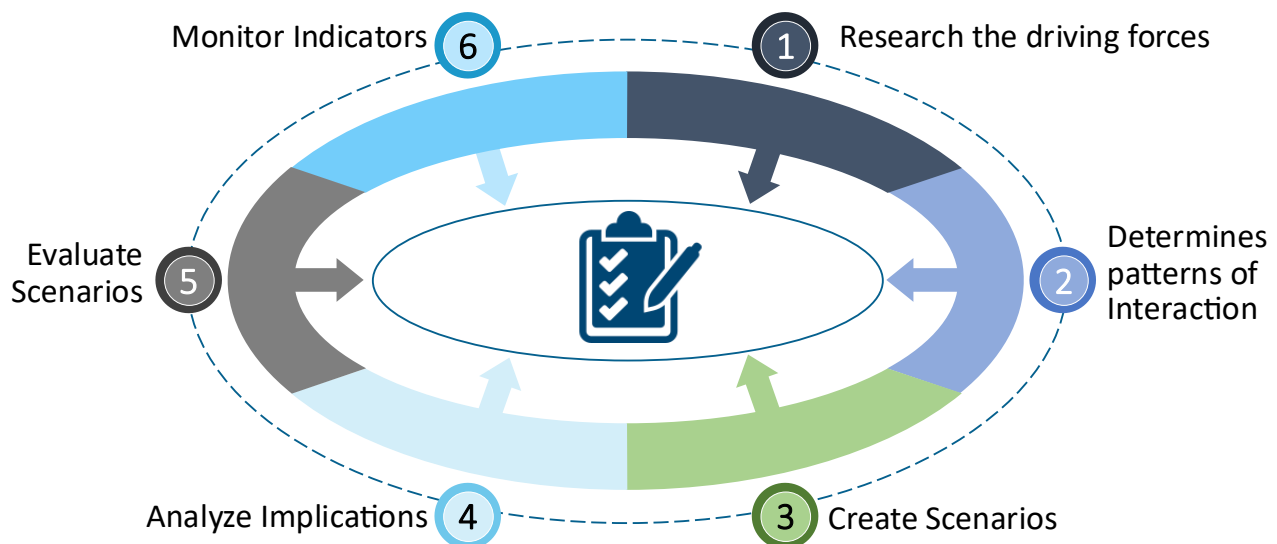 1
Research the driving forces
2
Determines
patterns of
Interaction
3
Create Scenarios
4
Analyze Implications
5
Evaluate
Scenarios
6
Monitor Indicators